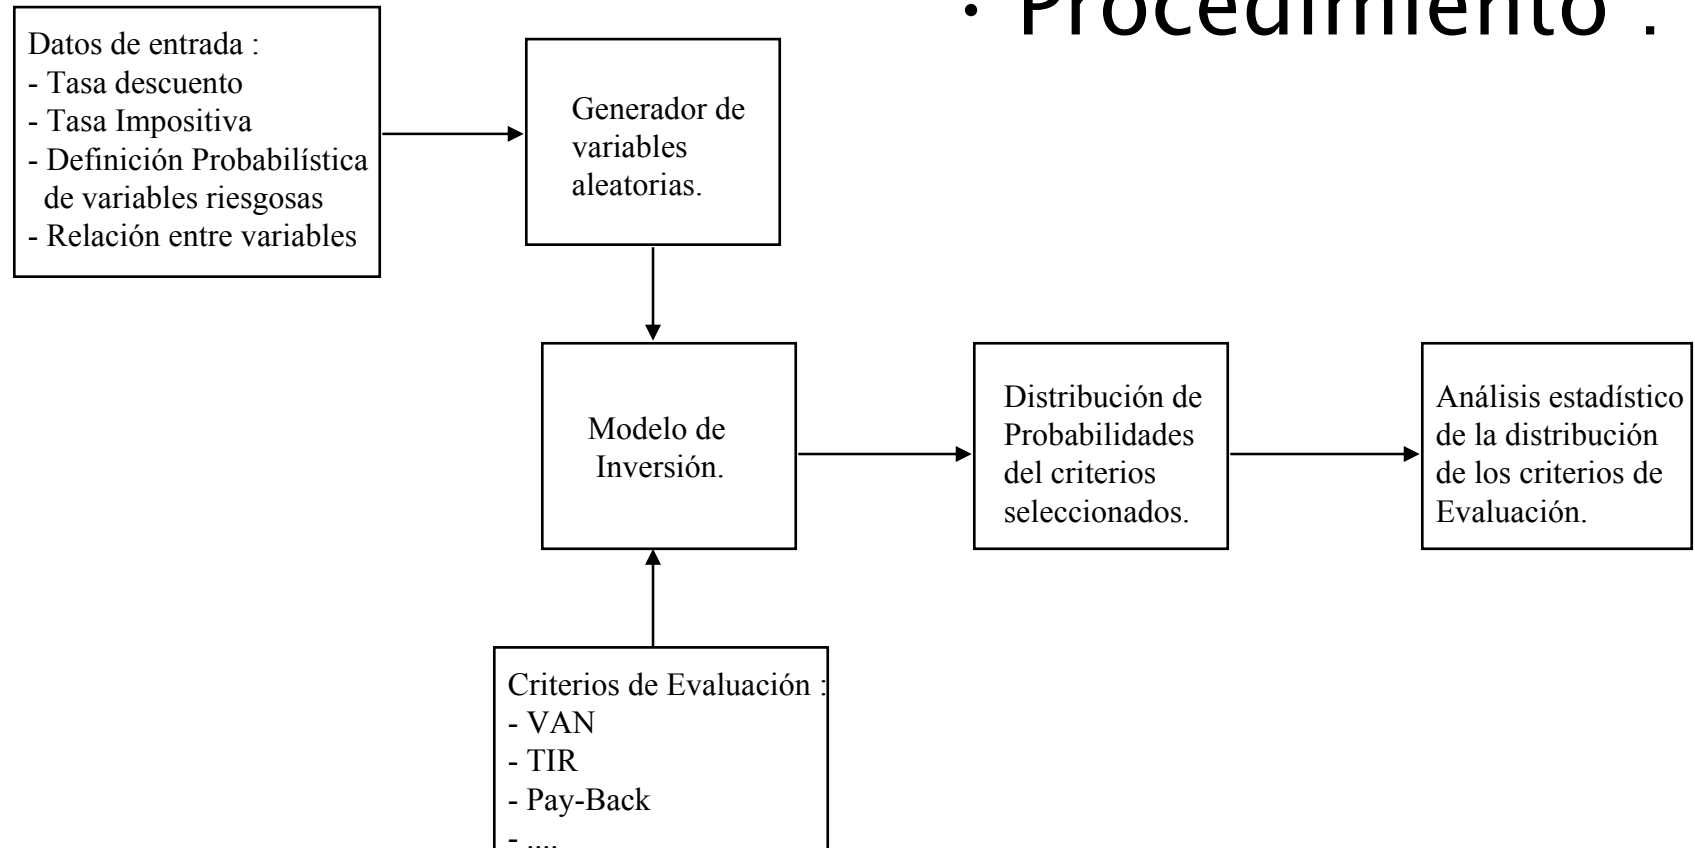 · Procedimiento :
Datos de entrada :
- Tasa descuento
- Tasa Impositiva
- Definición Probabilística
de variables riesgosas
- Relación entre variables
Generador de
variables
aleatorias.
Modelo de
Inversión.
Distribución de
Probabilidades
del criterios
seleccionados.
Análisis estadístico
de la distribución
de los criterios de
Evaluación.
Criterios de Evaluación :
- VAN
- TIR
- Pay-Back
- ....